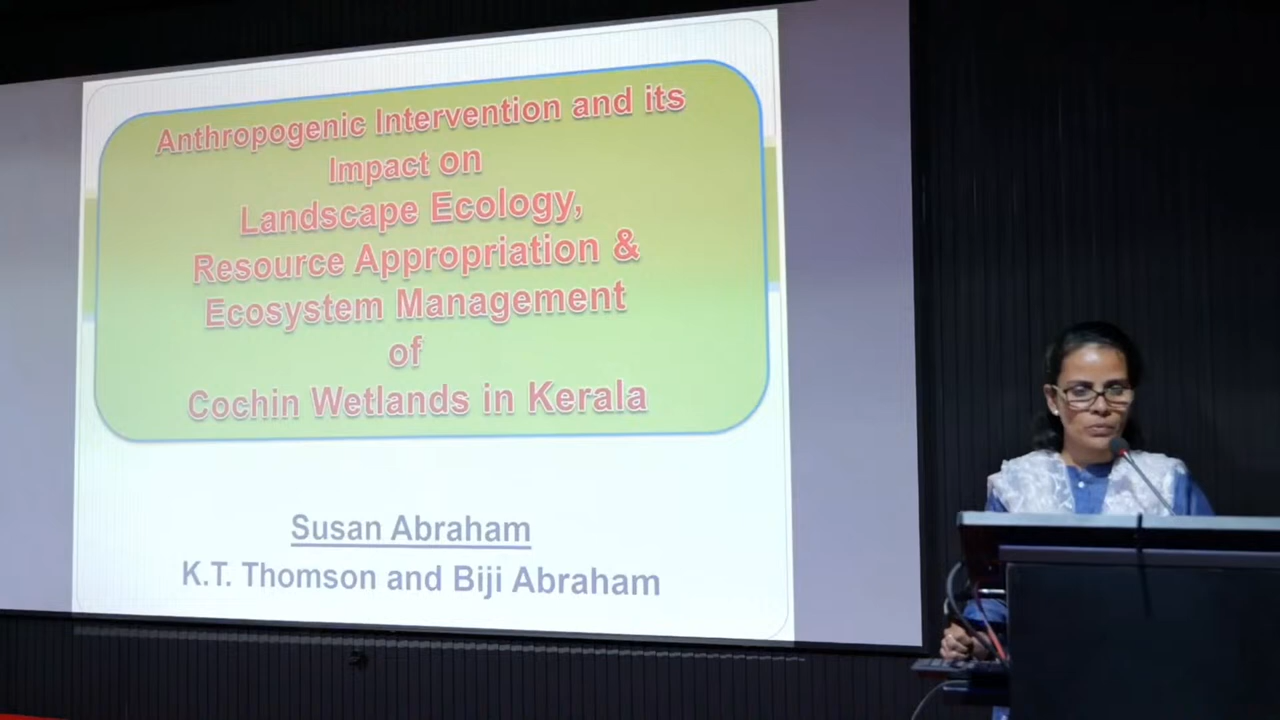 Anthropogenic Intervention and its
Impact on
Landscape Ecology,
Resource Appropriation &
Ecosystem Management
of
Cochin Wetlands in Kerala
Susan Abraham
K.T. Thomson and Biji Abraham